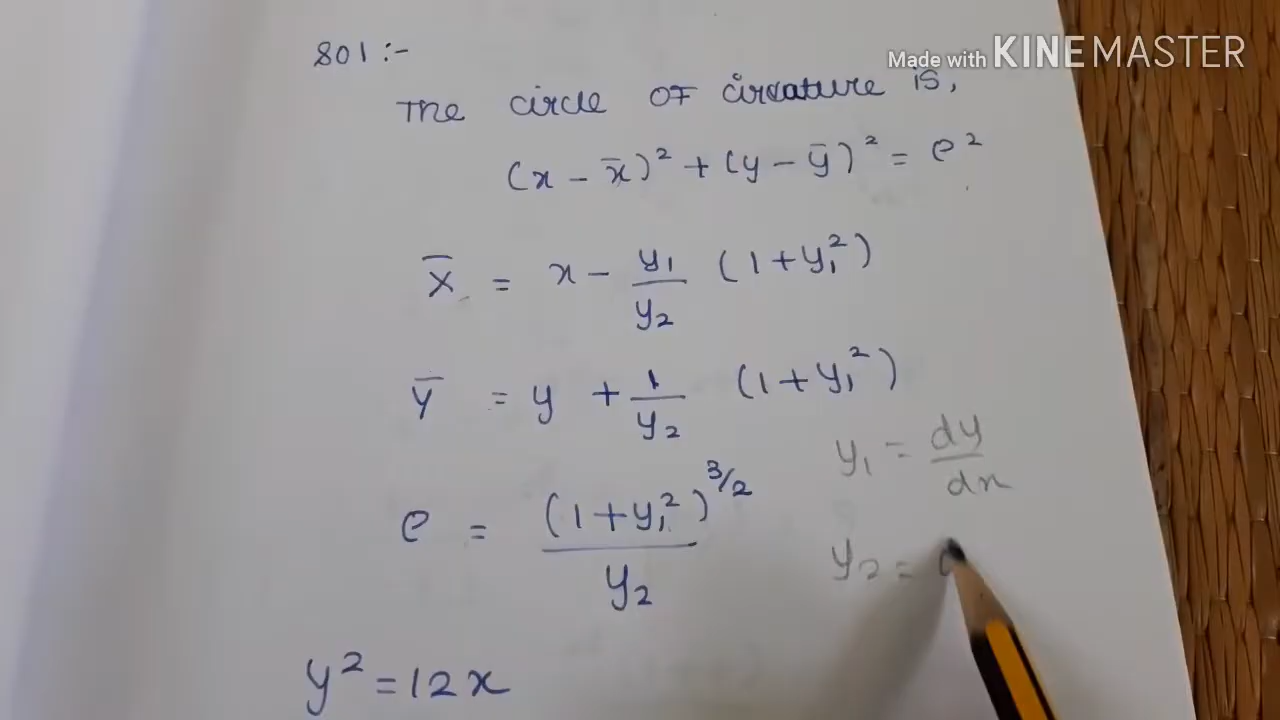 Made with KINEMASTER
SOl :-
The circle OF circature is,
(x - x̄)² + (y - ȳ)² = ρ²
X̄ = x - y₁/y₂ (1 + y₁²)
Ȳ = y + 1/y₂ (1 + y₁²)
y₁ = dy/dx
ρ = (1 + y₁²)^3/2 / y₂
y₂ =
y² = 12x